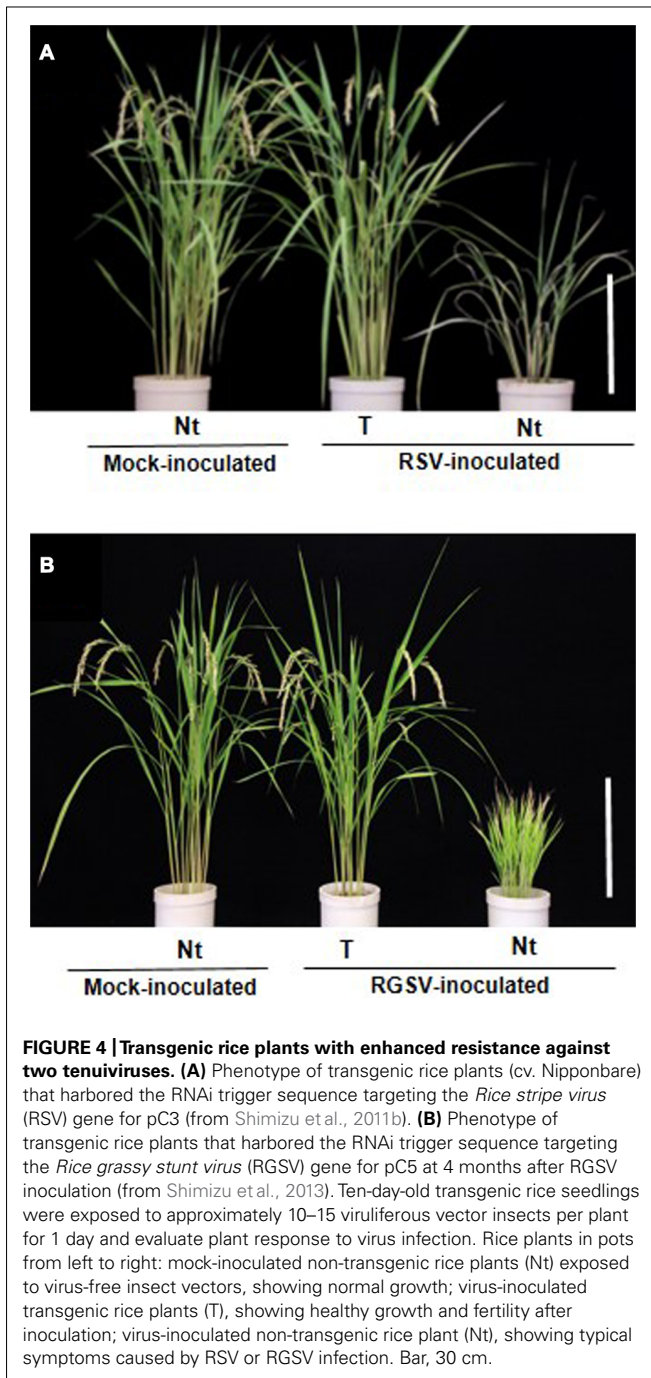 A
Nt
T
Nt
Mock-inoculated
RSV-inoculated
B
Nt
T
Nt
Mock-inoculated
RGSV-inoculated
FIGURE 4 | Transgenic rice plants with enhanced resistance against
two tenuiviruses. (A) Phenotype of transgenic rice plants (cv. Nipponbare)
that harbored the RNAi trigger sequence targeting the Rice stripe virus
(RSV) gene for pC3 (from Shimizu et al., 2011b). (B) Phenotype of
transgenic rice plants that harbored the RNAi trigger sequence targeting
the Rice grassy stunt virus (RGSV) gene for pC5 at 4 months after RGSV
inoculation (from Shimizu et al., 2013). Ten-day-old transgenic rice seedlings
were exposed to approximately 10–15 viruliferous vector insects per plant
for 1 day and evaluate plant response to virus infection. Rice plants in pots
from left to right: mock-inoculated non-transgenic rice plants (Nt) exposed
to virus-free insect vectors, showing normal growth; virus-inoculated
transgenic rice plants (T), showing healthy growth and fertility after
inoculation; virus-inoculated non-transgenic rice plant (Nt), showing typical
symptoms caused by RSV or RGSV infection. Bar, 30 cm.